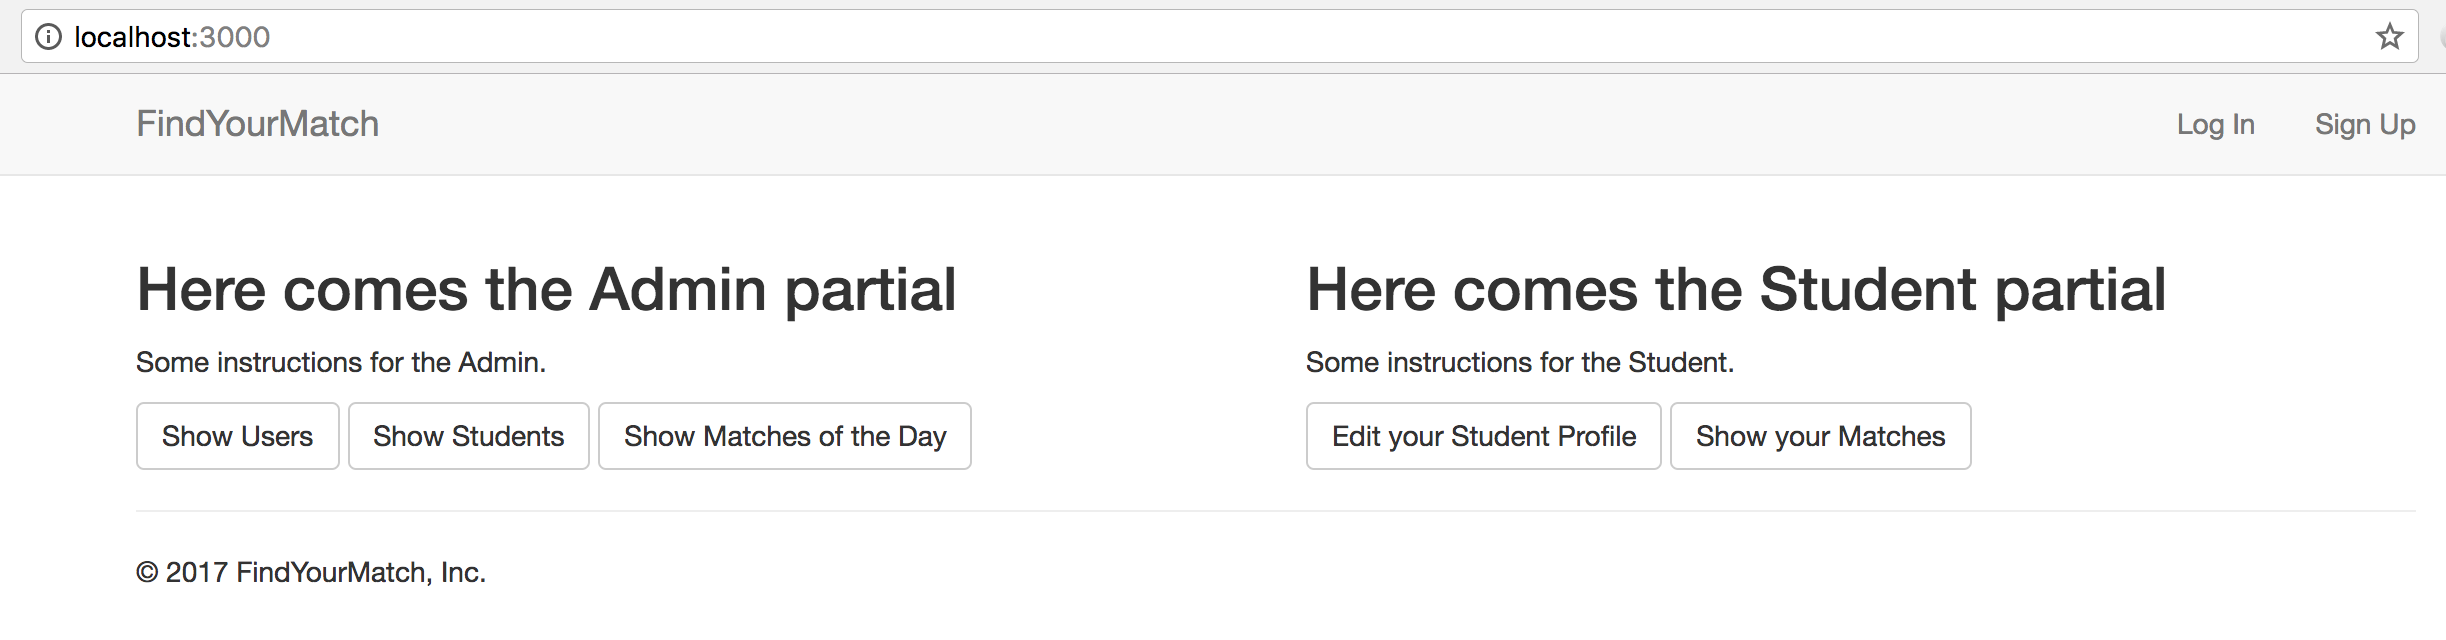 localhost:3000
FindYourMatch Log In Sign Up
Here comes the Admin partial
Some instructions for the Admin.
Show Users Show Students Show Matches of the Day
Here comes the Student partial
Some instructions for the Student.
Edit your Student Profile Show your Matches
© 2017 FindYourMatch, Inc.